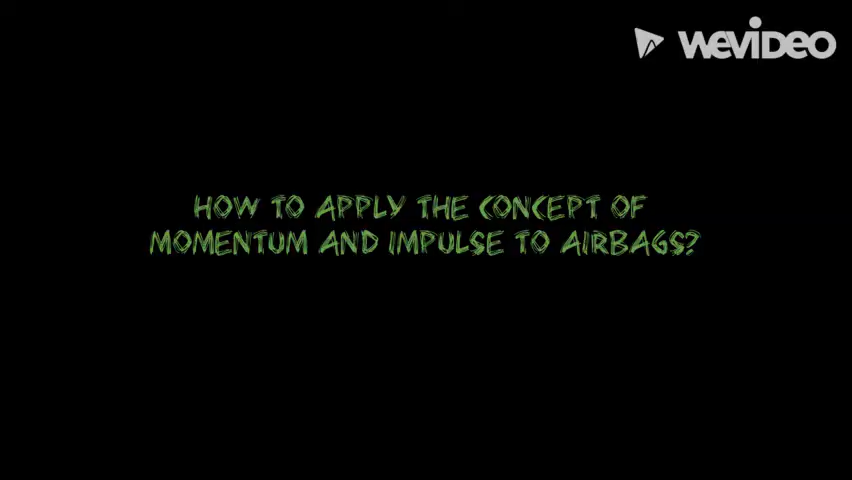 WEVIDEO
HOW TO APPLY THE CONCEPT OF
MOMENTUM AND IMPULSE TO AIRBAGS?